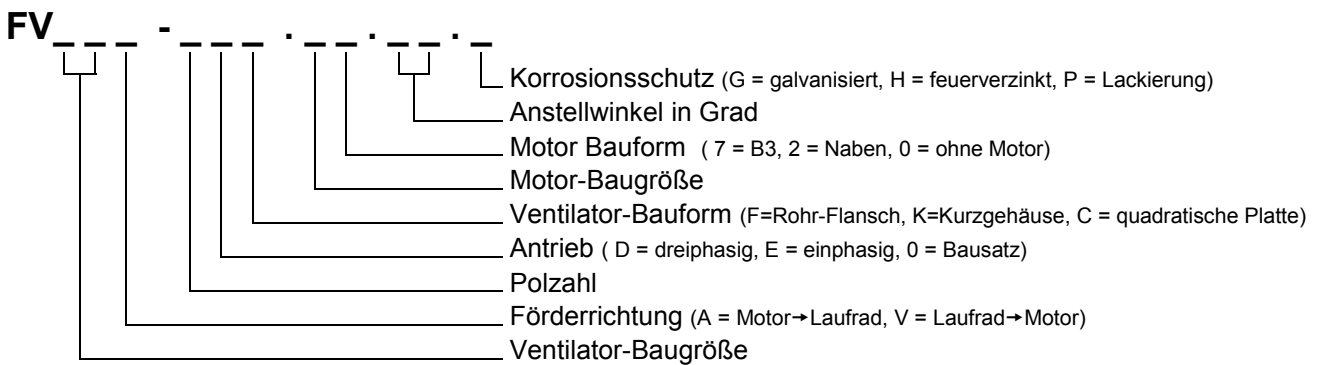 FV_ _ _ - _ _ _ . _ _ . _ _ . _
Korrosionsschutz (G = galvanisiert, H = feuerverzinkt, P = Lackierung)
Anstellwinkel in Grad
Motor Bauform ( 7 = B3, 2 = Naben, 0 = ohne Motor)
Motor-Baugröße
Ventilator-Bauform (F=Rohr-Flansch, K=Kurzgehäuse, C = quadratische Platte)
Antrieb ( D = dreiphasig, E = einphasig, 0 = Bausatz)
Polzahl
Förderrichtung (A = Motor→Laufrad, V = Laufrad→Motor)
Ventilator-Baugröße